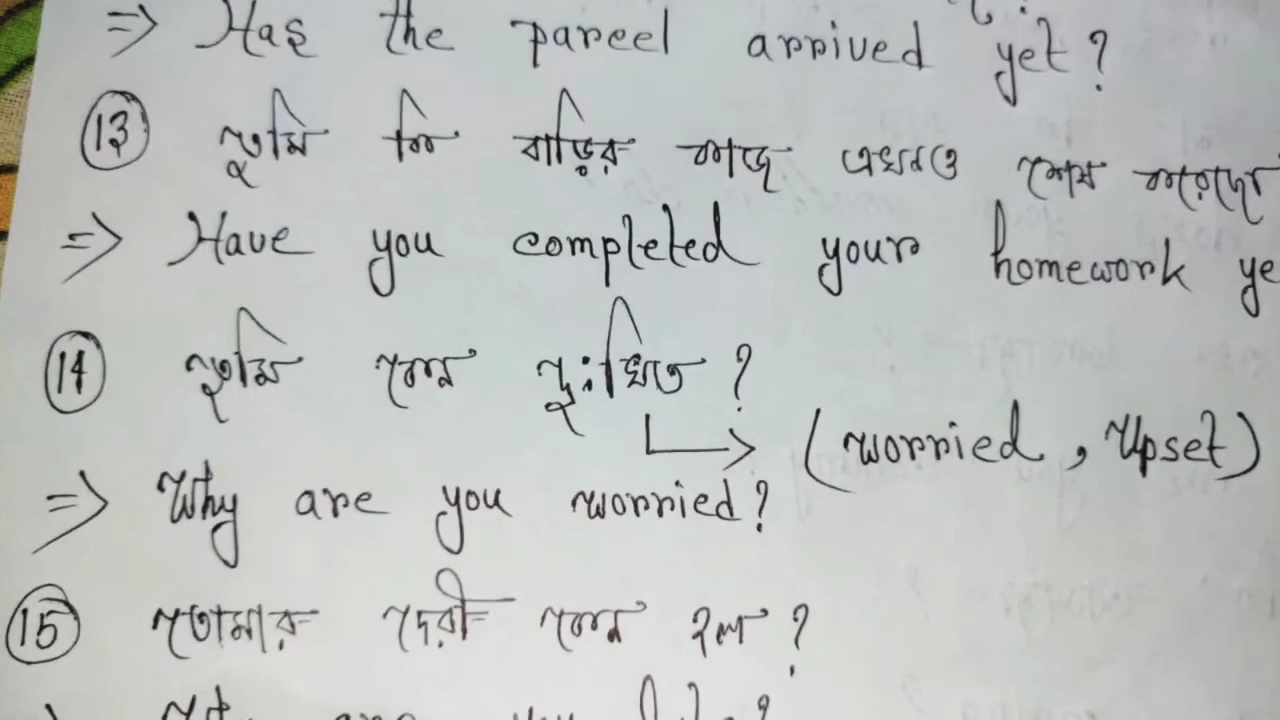 => Has the parcel arrived yet?
(13) তুমি কি বাড়ির কাজ এখনও শেষ করেছো
=> Have you completed your homework ye
(14) তুমি কেন দুঃখিত ?
(worried, Upset)
=> Why are you worried?
(15) তোমার দেরী কেন হল ?